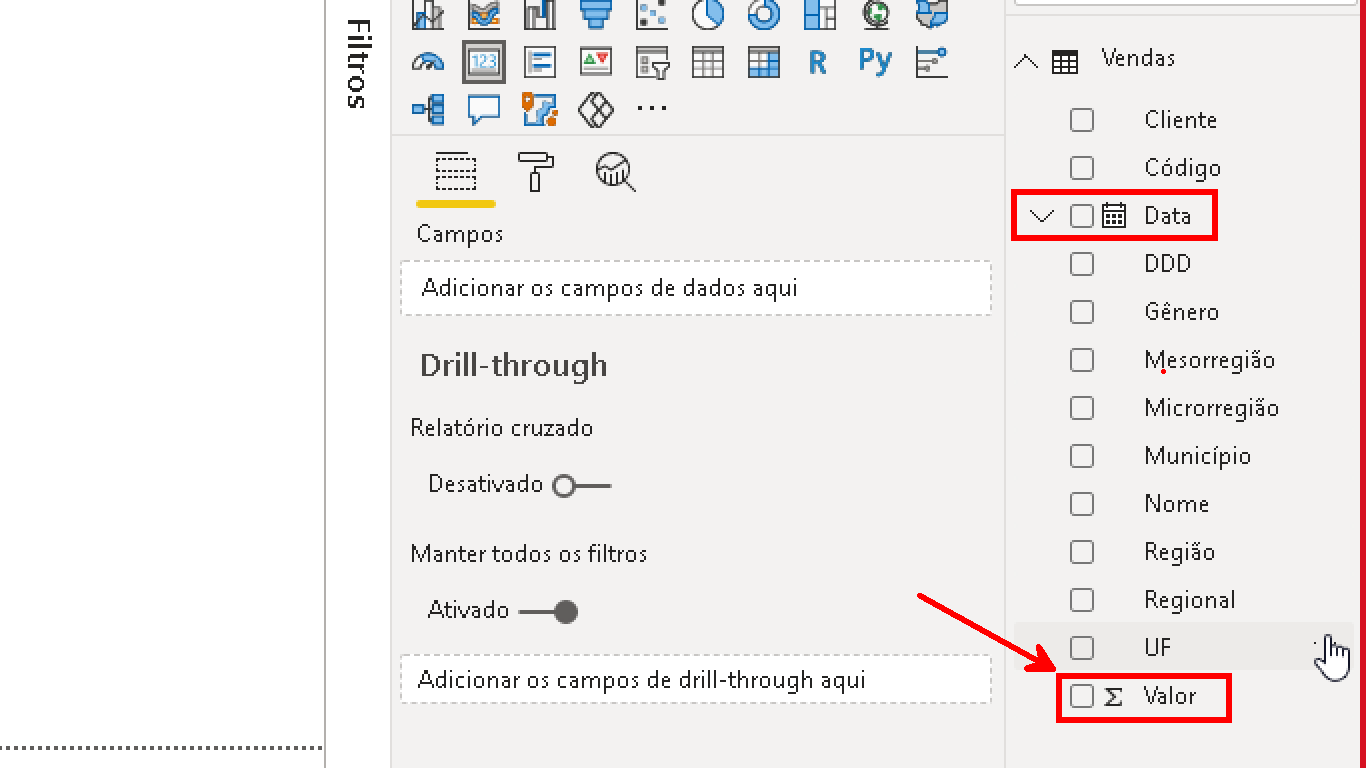 Filtros
123
R
Py
Campos
Adicionar os campos de dados aqui
Drill-through
Relatório cruzado
Desativado
Manter todos os filtros
Ativado
Adicionar os campos de drill-through aqui
Vendas
Cliente
Código
Data
DDD
Gênero
Mesorregião
Microrregião
Município
Nome
Região
Regional
UF
Σ Valor